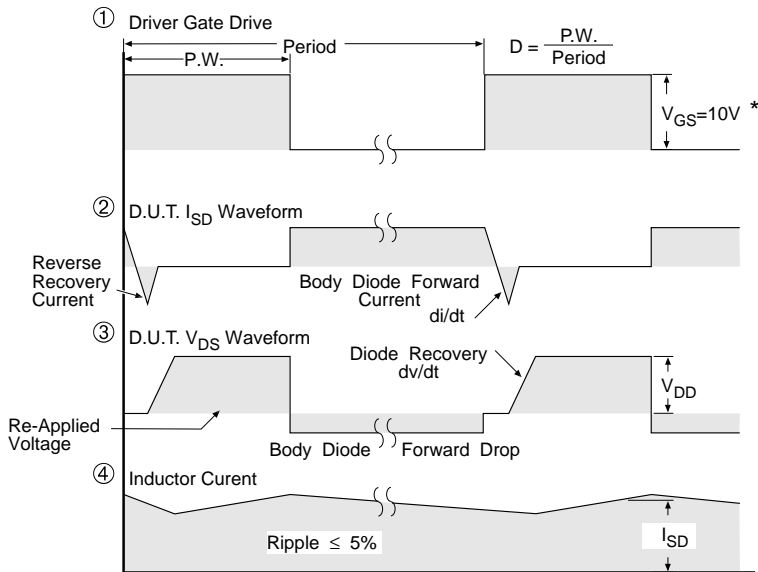 ① Driver Gate Drive
Period
P.W.
D = P.W. / Period
V_GS=10V *
② D.U.T. I_SD Waveform
Reverse
Recovery
Current
Body Diode Forward
Current
di/dt
③ D.U.T. V_DS Waveform
Diode Recovery
dv/dt
V_DD
Re-Applied
Voltage
Body Diode Forward Drop
④ Inductor Curent
Ripple ≤ 5%
I_SD